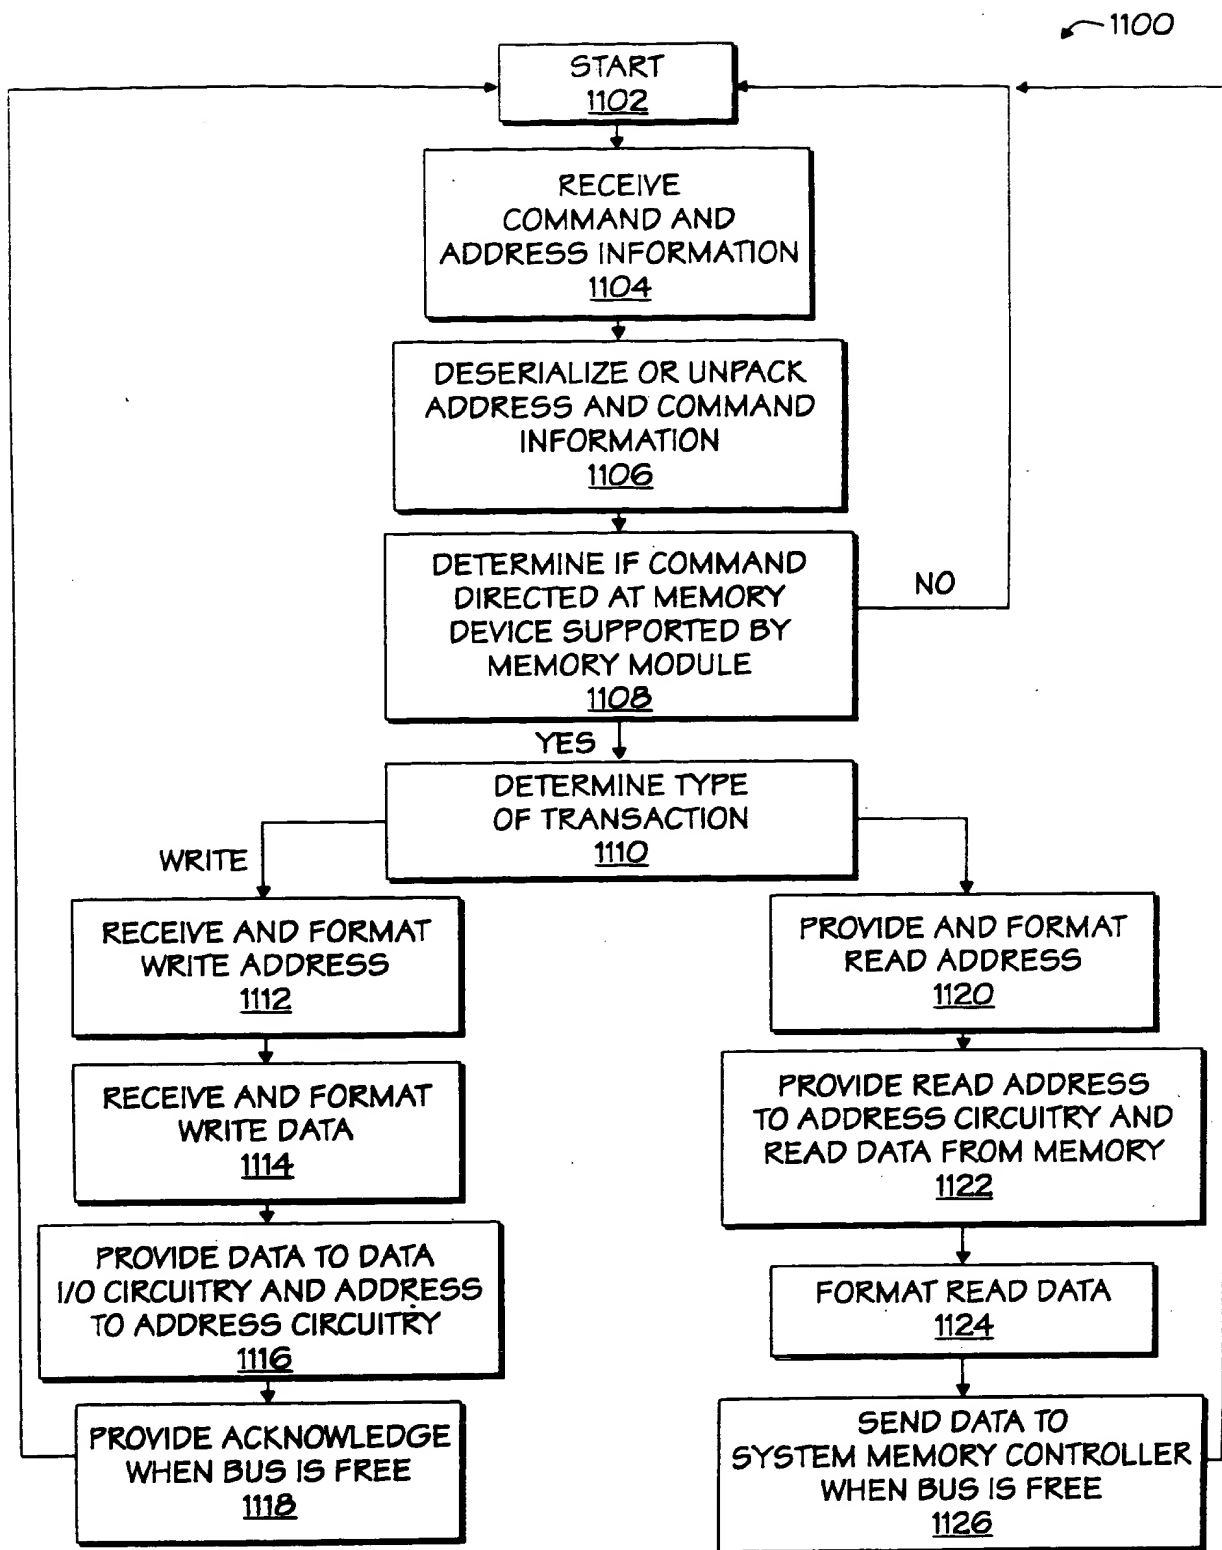 1100
START
1102
RECEIVE
COMMAND AND
ADDRESS INFORMATION
1104
DESERIALIZE OR UNPACK
ADDRESS AND COMMAND
INFORMATION
1106
DETERMINE IF COMMAND
DIRECTED AT MEMORY
DEVICE SUPPORTED BY
MEMORY MODULE
1108
NO
YES
DETERMINE TYPE
OF TRANSACTION
1110
WRITE
RECEIVE AND FORMAT
WRITE ADDRESS
1112
RECEIVE AND FORMAT
WRITE DATA
1114
PROVIDE DATA TO DATA
I/O CIRCUITRY AND ADDRESS
TO ADDRESS CIRCUITRY
1116
PROVIDE ACKNOWLEDGE
WHEN BUS IS FREE
1118
PROVIDE AND FORMAT
READ ADDRESS
1120
PROVIDE READ ADDRESS
TO ADDRESS CIRCUITRY AND
READ DATA FROM MEMORY
1122
FORMAT READ DATA
1124
SEND DATA TO
SYSTEM MEMORY CONTROLLER
WHEN BUS IS FREE
1126